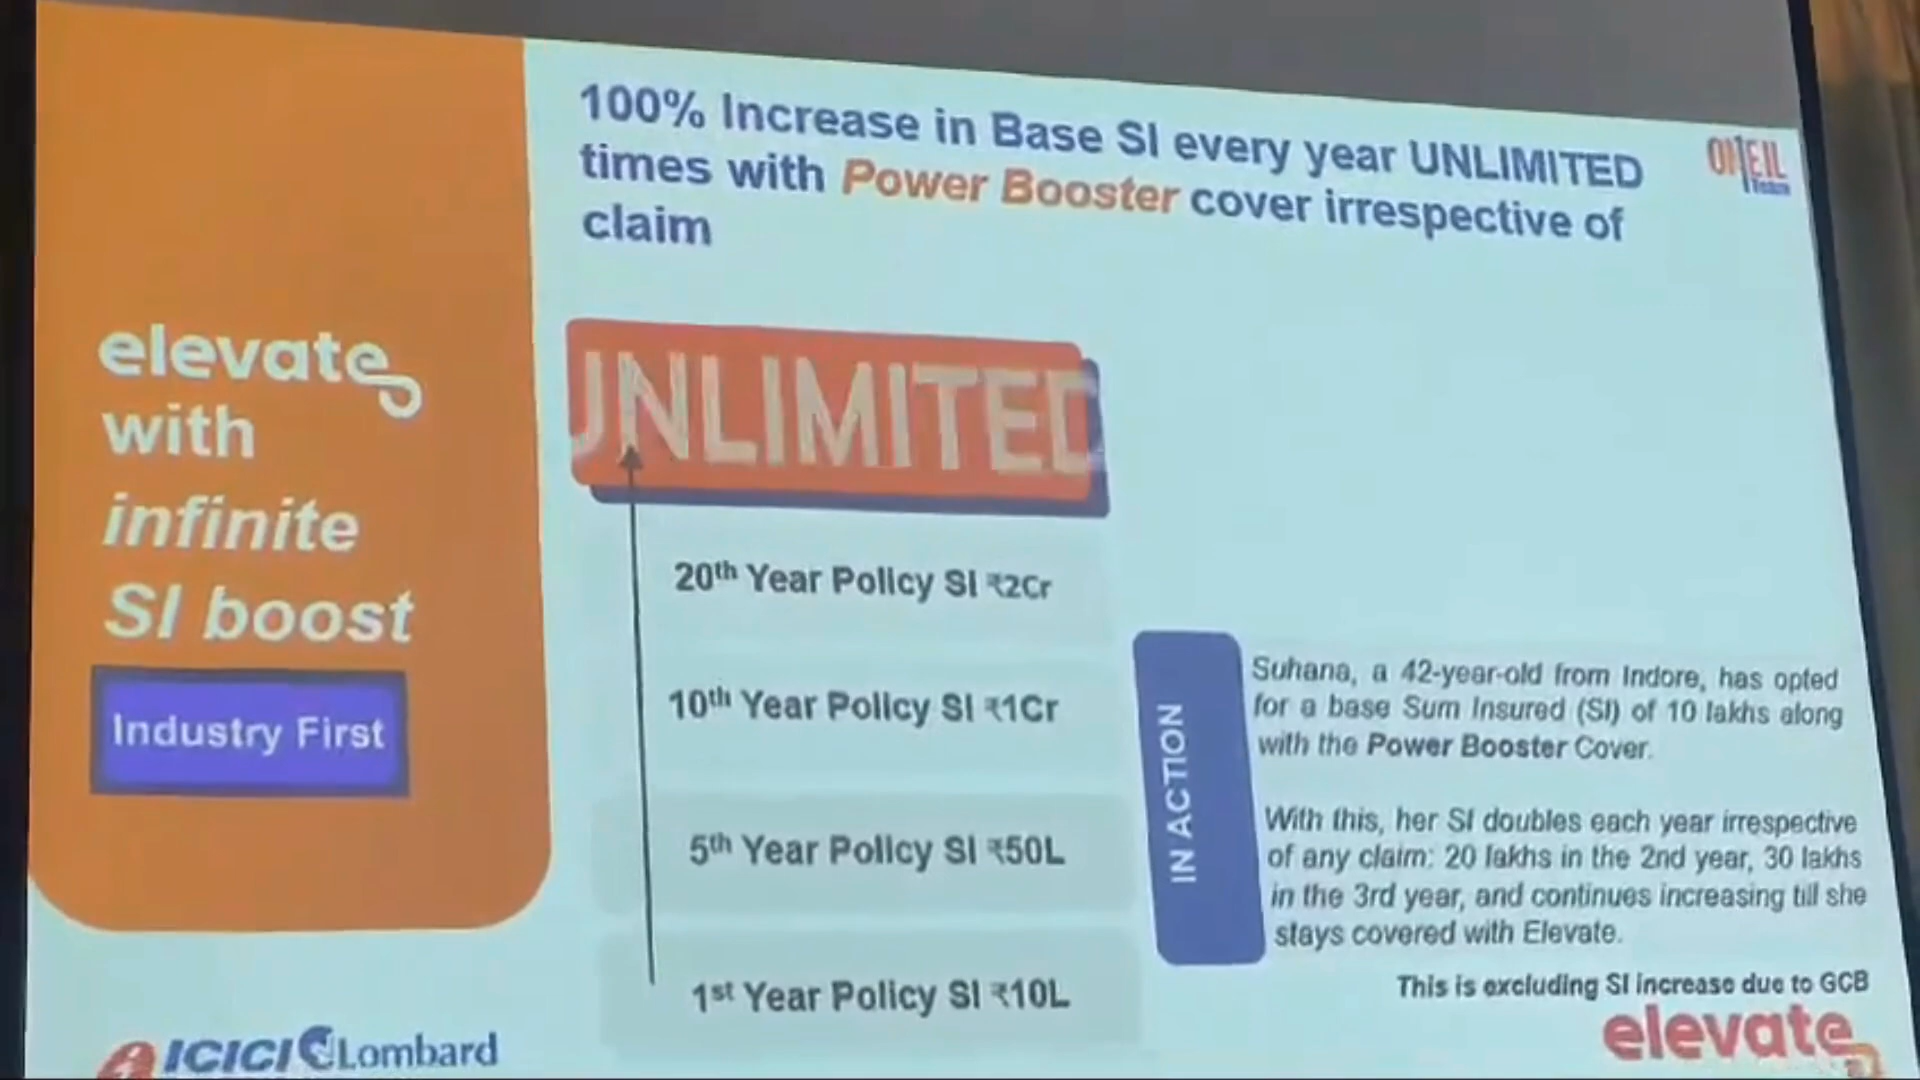 100% Increase in Base SI every year UNLIMITED
times with Power Booster cover irrespective of
claim
ONEIL
Team
elevate
with
infinite
SI boost
Industry First
UNLIMITED
20th Year Policy SI ₹2Cr
10th Year Policy SI ₹1Cr
5th Year Policy SI ₹50L
1st Year Policy SI ₹10L
IN ACTION
Suhana, a 42-year-old from Indore, has opted
for a base Sum Insured (SI) of 10 lakhs along
with the Power Booster Cover.
With this, her SI doubles each year irrespective
of any claim: 20 lakhs in the 2nd year, 30 lakhs
in the 3rd year, and continues increasing till she
stays covered with Elevate.
This is excluding SI increase due to GCB
ICICI Lombard
elevate